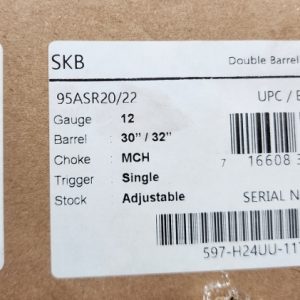 SKB Double Barrel
95ASR20/22 UPC / E
Gauge 12
Barrel 30” / 32”
Choke MCH
7 16608 3
Trigger Single
Stock Adjustable SERIAL N
597-H24UU-11